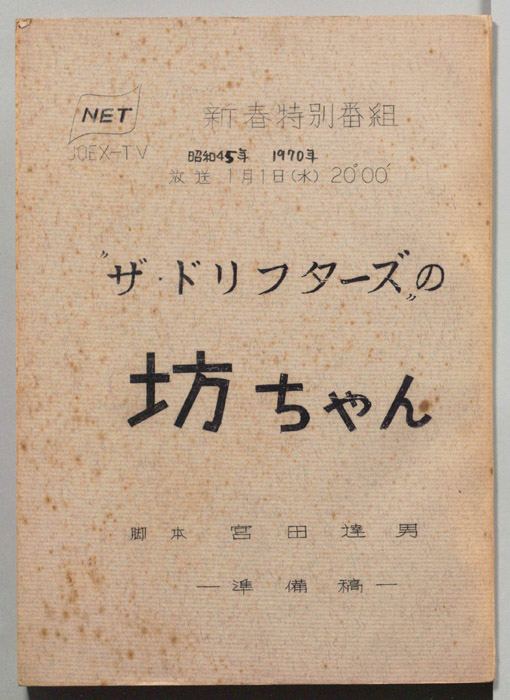 NET
JOEX-TV
新春特別番組
昭和45年 1970年
放送 1月1日(水) 20°00′
〝ザ・ドリフターズ〟の
坊ちゃん
脚本 宮田達男
—準備稿—